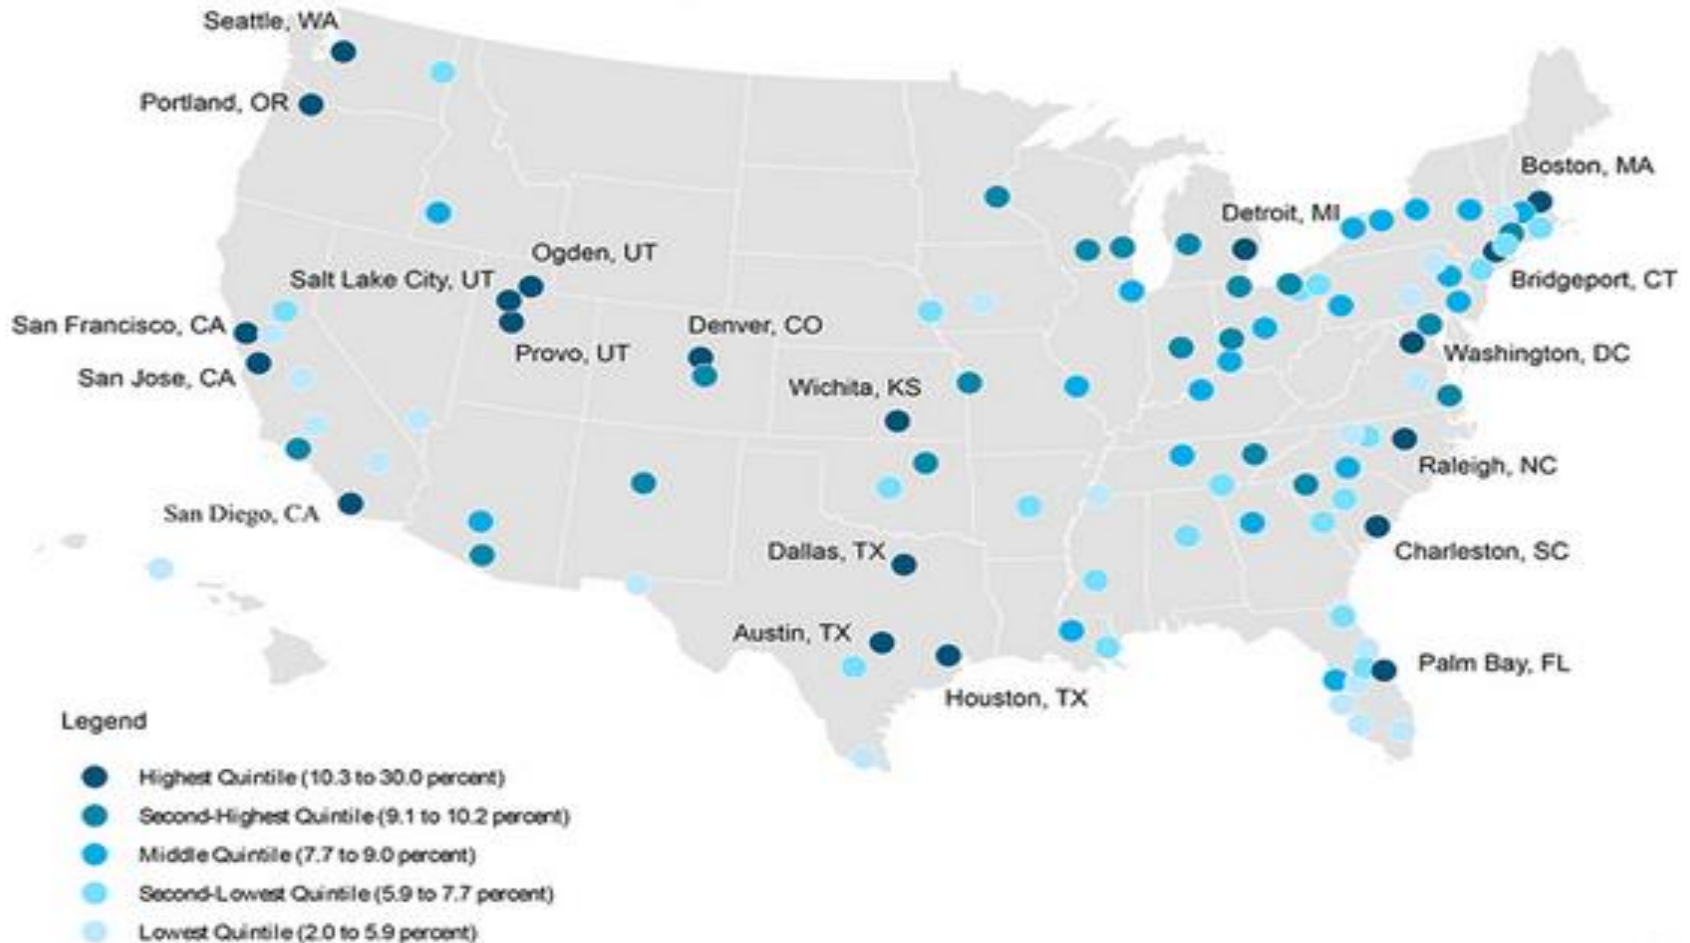 Seattle, WA
Portland, OR
Boston, MA
Detroit, MI
Ogden, UT
Salt Lake City, UT
Bridgeport, CT
San Francisco, CA
Denver, CO
Provo, UT
Washington, DC
San Jose, CA
Wichita, KS
Raleigh, NC
San Diego, CA
Dallas, TX
Charleston, SC
Austin, TX
Palm Bay, FL
Houston, TX
Legend
Highest Quintile (10.3 to 30.0 percent)
Second-Highest Quintile (9.1 to 10.2 percent)
Middle Quintile (7.7 to 9.0 percent)
Second-Lowest Quintile (5.9 to 7.7 percent)
Lowest Quintile (2.0 to 5.9 percent)